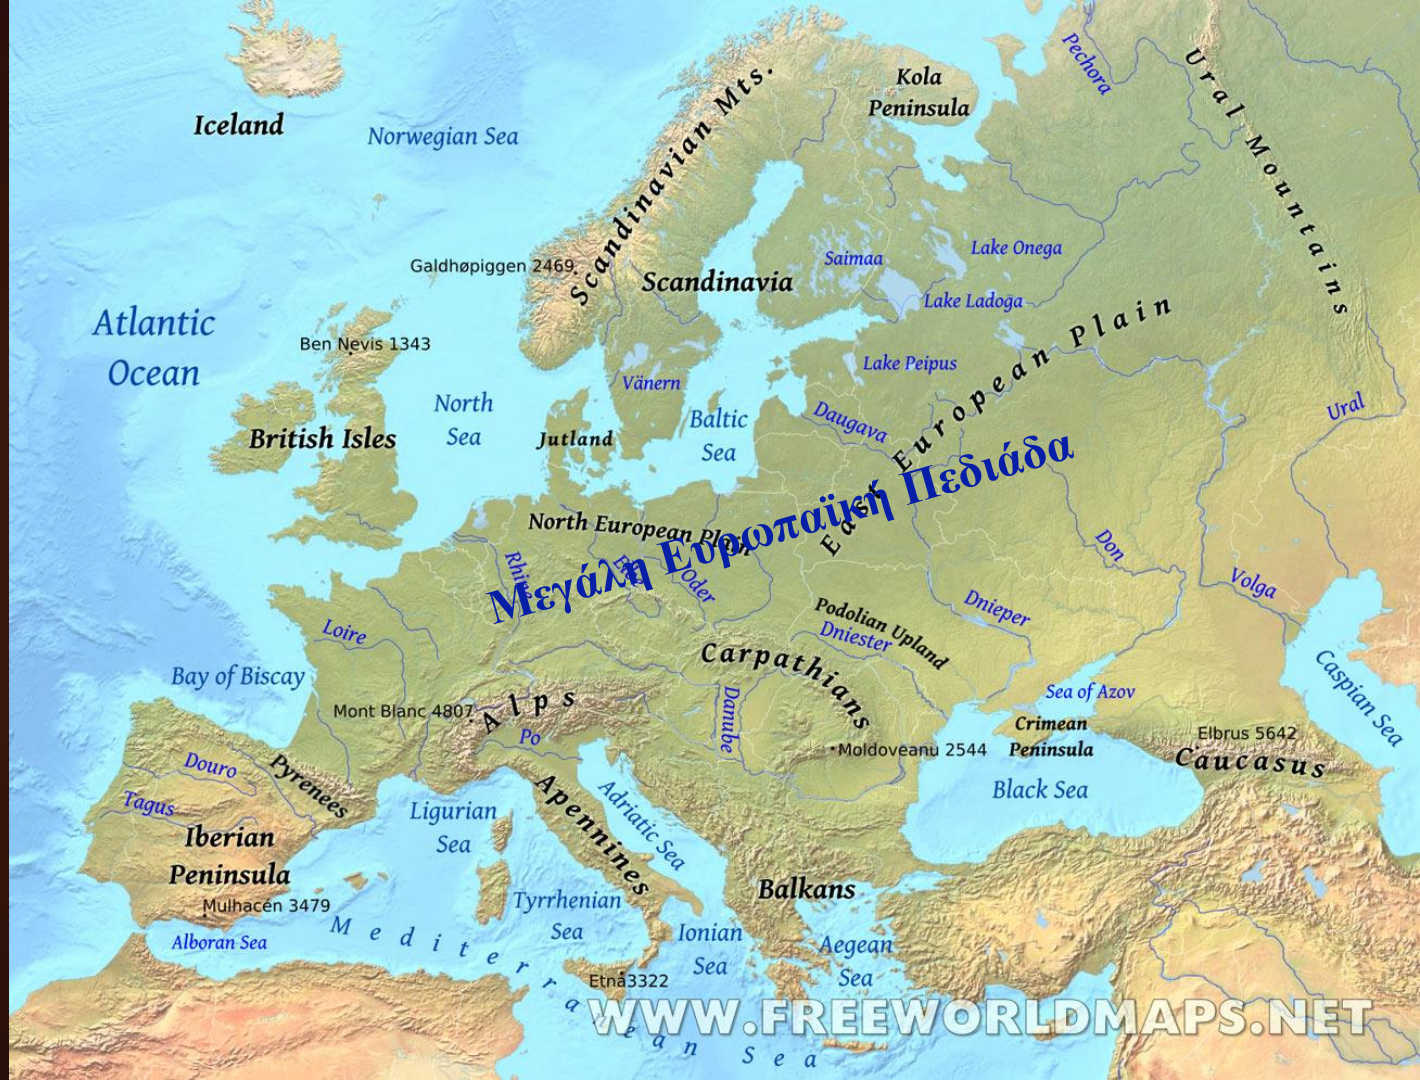 Pechora
Ural Mountains
Kola
Peninsula
Scandinavian Mts.
Iceland
Norwegian Sea
Lake Onega
Saimaa
Galdhøpiggen 2469
Scandinavia
Lake Ladoga
Atlantic
Ocean
Ben Nevis 1343
Lake Peipus
Vänern
North
Sea
Baltic
Sea
Jutland
British Isles
Daugava
Ural
East European Plain
Μεγάλη Ευρωπαϊκή Πεδιάδα
North European Plain
Rhine
Elbe
Oder
Don
Volga
Dnieper
Podolian Upland
Dniester
Loire
Carpathians
Bay of Biscay
Caspian Sea
Sea of Azov
Mont Blanc 4807
Alps
Danube
Po
Crimean
Peninsula
Elbrus 5642
Caucasus
Moldoveanu 2544
Douro
Pyrenees
Tagus
Black Sea
Apennines
Adriatic Sea
Ligurian
Sea
Iberian
Peninsula
Balkans
Mulhacén 3479
Tyrrhenian
Sea
Alboran Sea
Ionian
Sea
Aegean
Sea
Etna3322
Mediterranean Sea
WWW.FREEWORLDMAPS.NET